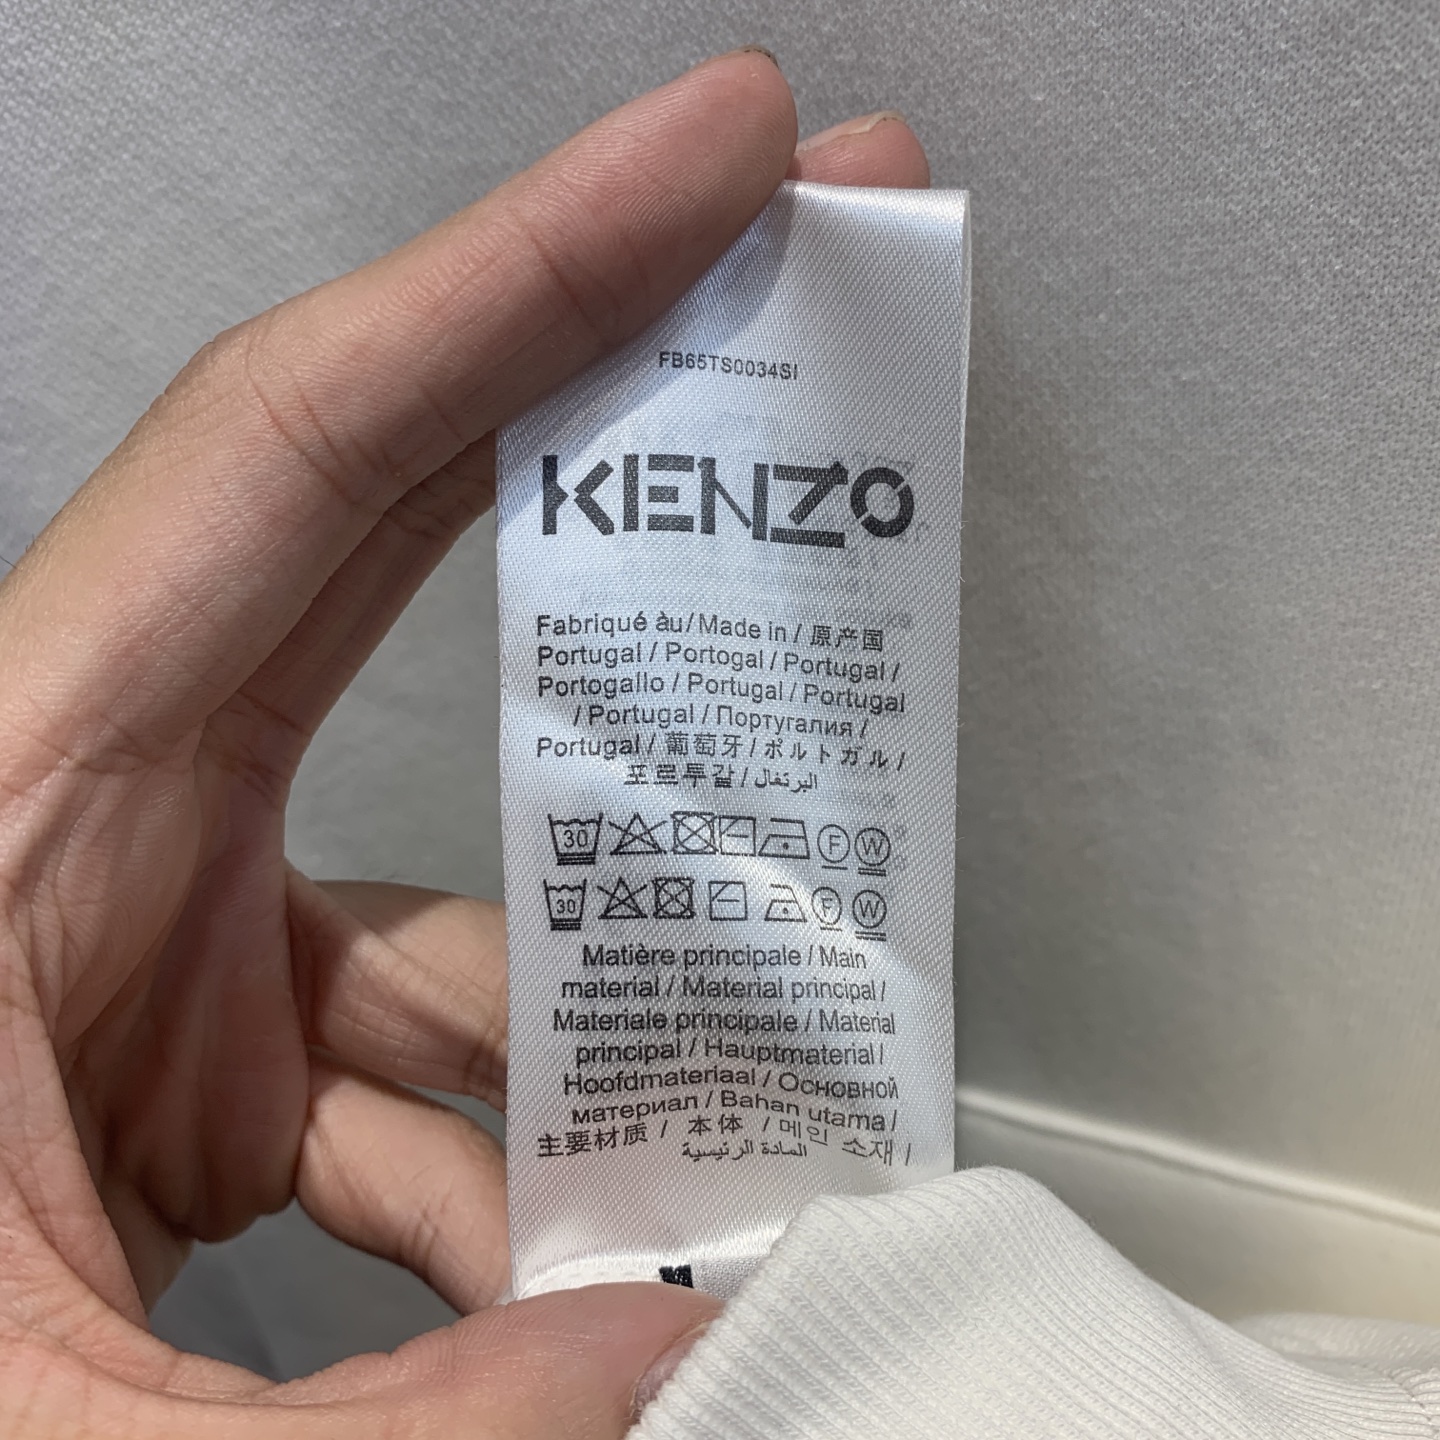 FB65TS0034SI
KENZO
Fabriqué àu/Made in / 原产国
Portugal / Portogal / Portugal /
Portogallo / Portugal / Portugal
/ Portugal / Португалия /
Portugal / 葡萄牙 / ポルトガル /
포르투갈 / البرتغال
30 F W
30 F W
Matière principale / Main
material / Material principal /
Materiale principale / Material
principal / Hauptmaterial /
Hoofdmateriaal / Основной
материал / Bahan utama /
主要材质 / 本体 / 메인 소재 /
المادة الرئيسية